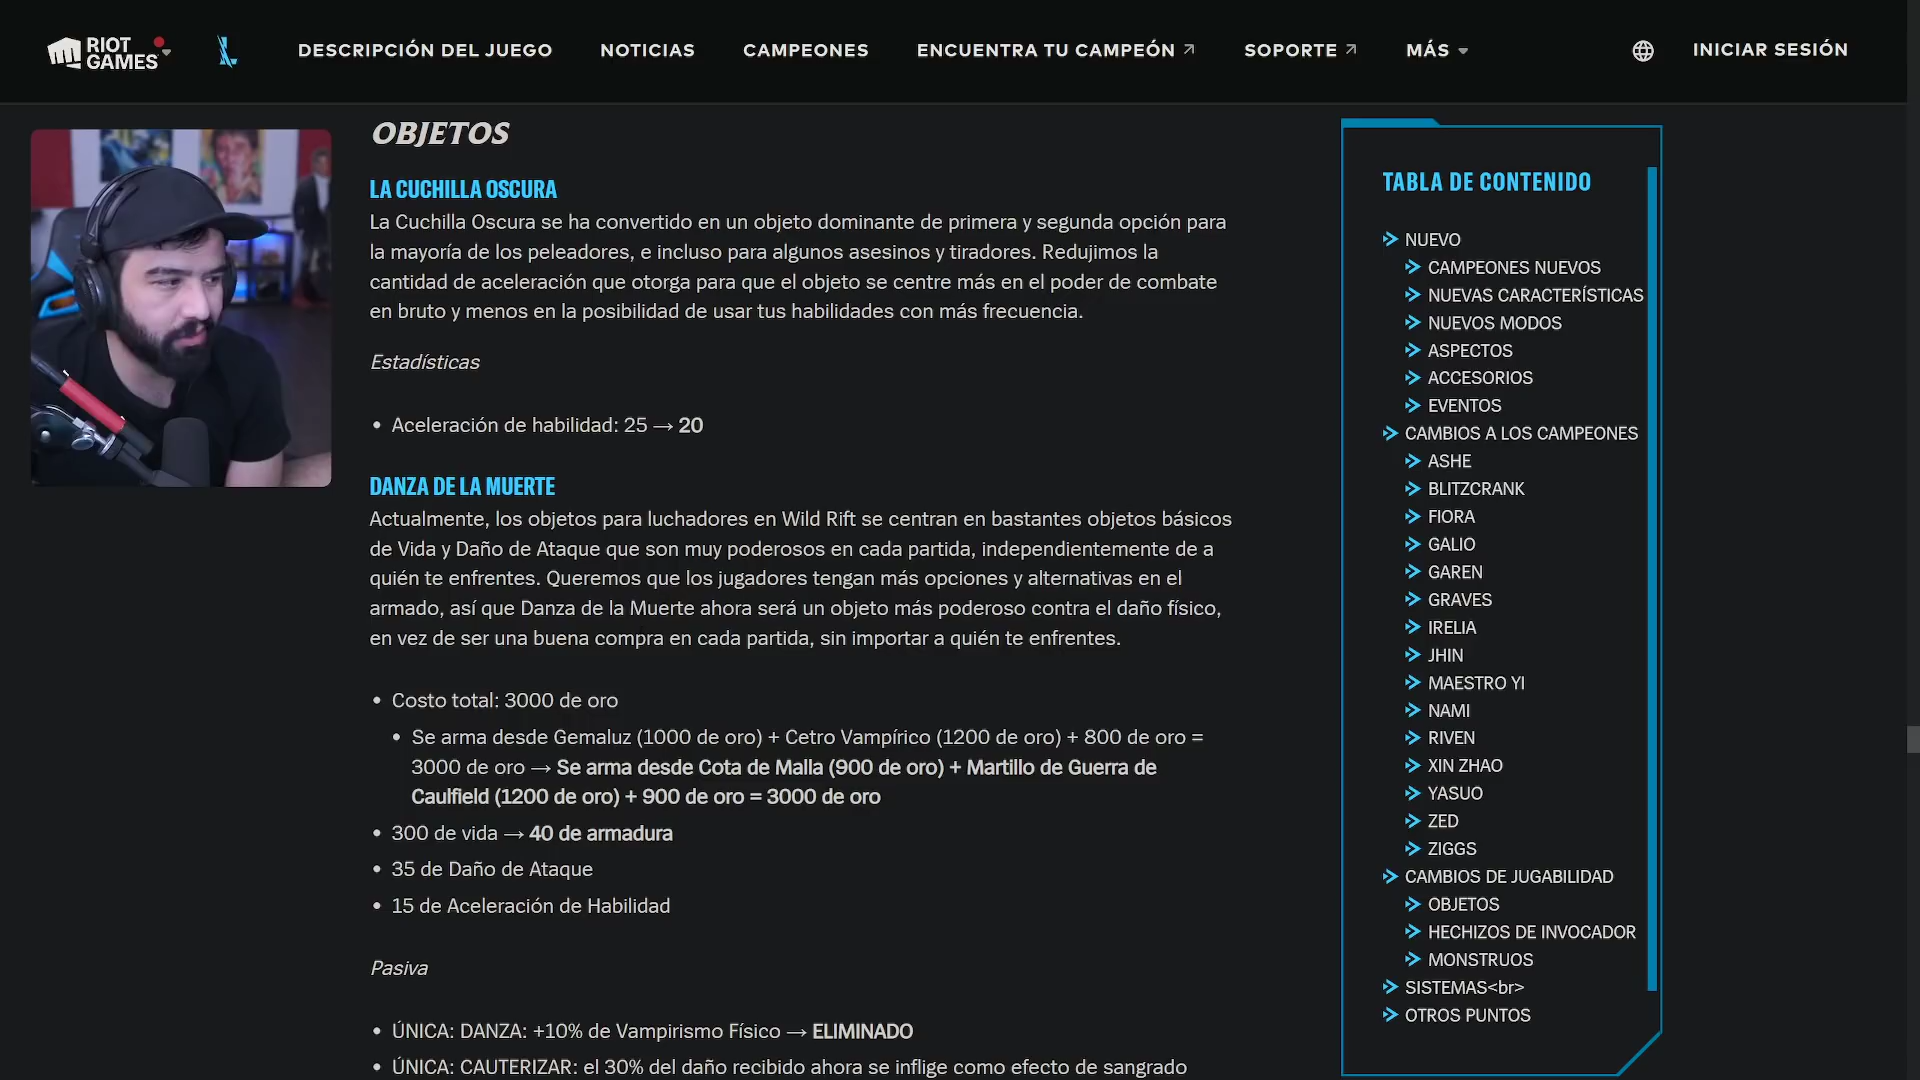 RIOT GAMES
DESCRIPCIÓN DEL JUEGO
NOTICIAS
CAMPEONES
ENCUENTRA TU CAMPEÓN
SOPORTE
MÁS
INICIAR SESIÓN
OBJETOS
LA CUCHILLA OSCURA
La Cuchilla Oscura se ha convertido en un objeto dominante de primera y segunda opción para
la mayoría de los peleadores, e incluso para algunos asesinos y tiradores. Redujimos la
cantidad de aceleración que otorga para que el objeto se centre más en el poder de combate
en bruto y menos en la posibilidad de usar tus habilidades con más frecuencia.
Estadísticas
• Aceleración de habilidad: 25 → 20
DANZA DE LA MUERTE
Actualmente, los objetos para luchadores en Wild Rift se centran en bastantes objetos básicos
de Vida y Daño de Ataque que son muy poderosos en cada partida, independientemente de a
quién te enfrentes. Queremos que los jugadores tengan más opciones y alternativas en el
armado, así que Danza de la Muerte ahora será un objeto más poderoso contra el daño físico,
en vez de ser una buena compra en cada partida, sin importar a quién te enfrentes.
• Costo total: 3000 de oro
• Se arma desde Gemaluz (1000 de oro) + Cetro Vampírico (1200 de oro) + 800 de oro =
3000 de oro → Se arma desde Cota de Malla (900 de oro) + Martillo de Guerra de
Caulfield (1200 de oro) + 900 de oro = 3000 de oro
• 300 de vida → 40 de armadura
• 35 de Daño de Ataque
• 15 de Aceleración de Habilidad
Pasiva
• ÚNICA: DANZA: +10% de Vampirismo Físico → ELIMINADO
• ÚNICA: CAUTERIZAR: el 30% del daño recibido ahora se inflige como efecto de sangrado
TABLA DE CONTENIDO
NUEVO
CAMPEONES NUEVOS
NUEVAS CARACTERÍSTICAS
NUEVOS MODOS
ASPECTOS
ACCESORIOS
EVENTOS
CAMBIOS A LOS CAMPEONES
ASHE
BLITZCRANK
FIORA
GALIO
GAREN
GRAVES
IRELIA
JHIN
MAESTRO YI
NAMI
RIVEN
XIN ZHAO
YASUO
ZED
ZIGGS
CAMBIOS DE JUGABILIDAD
OBJETOS
HECHIZOS DE INVOCADOR
MONSTRUOS
SISTEMAS<br>
OTROS PUNTOS